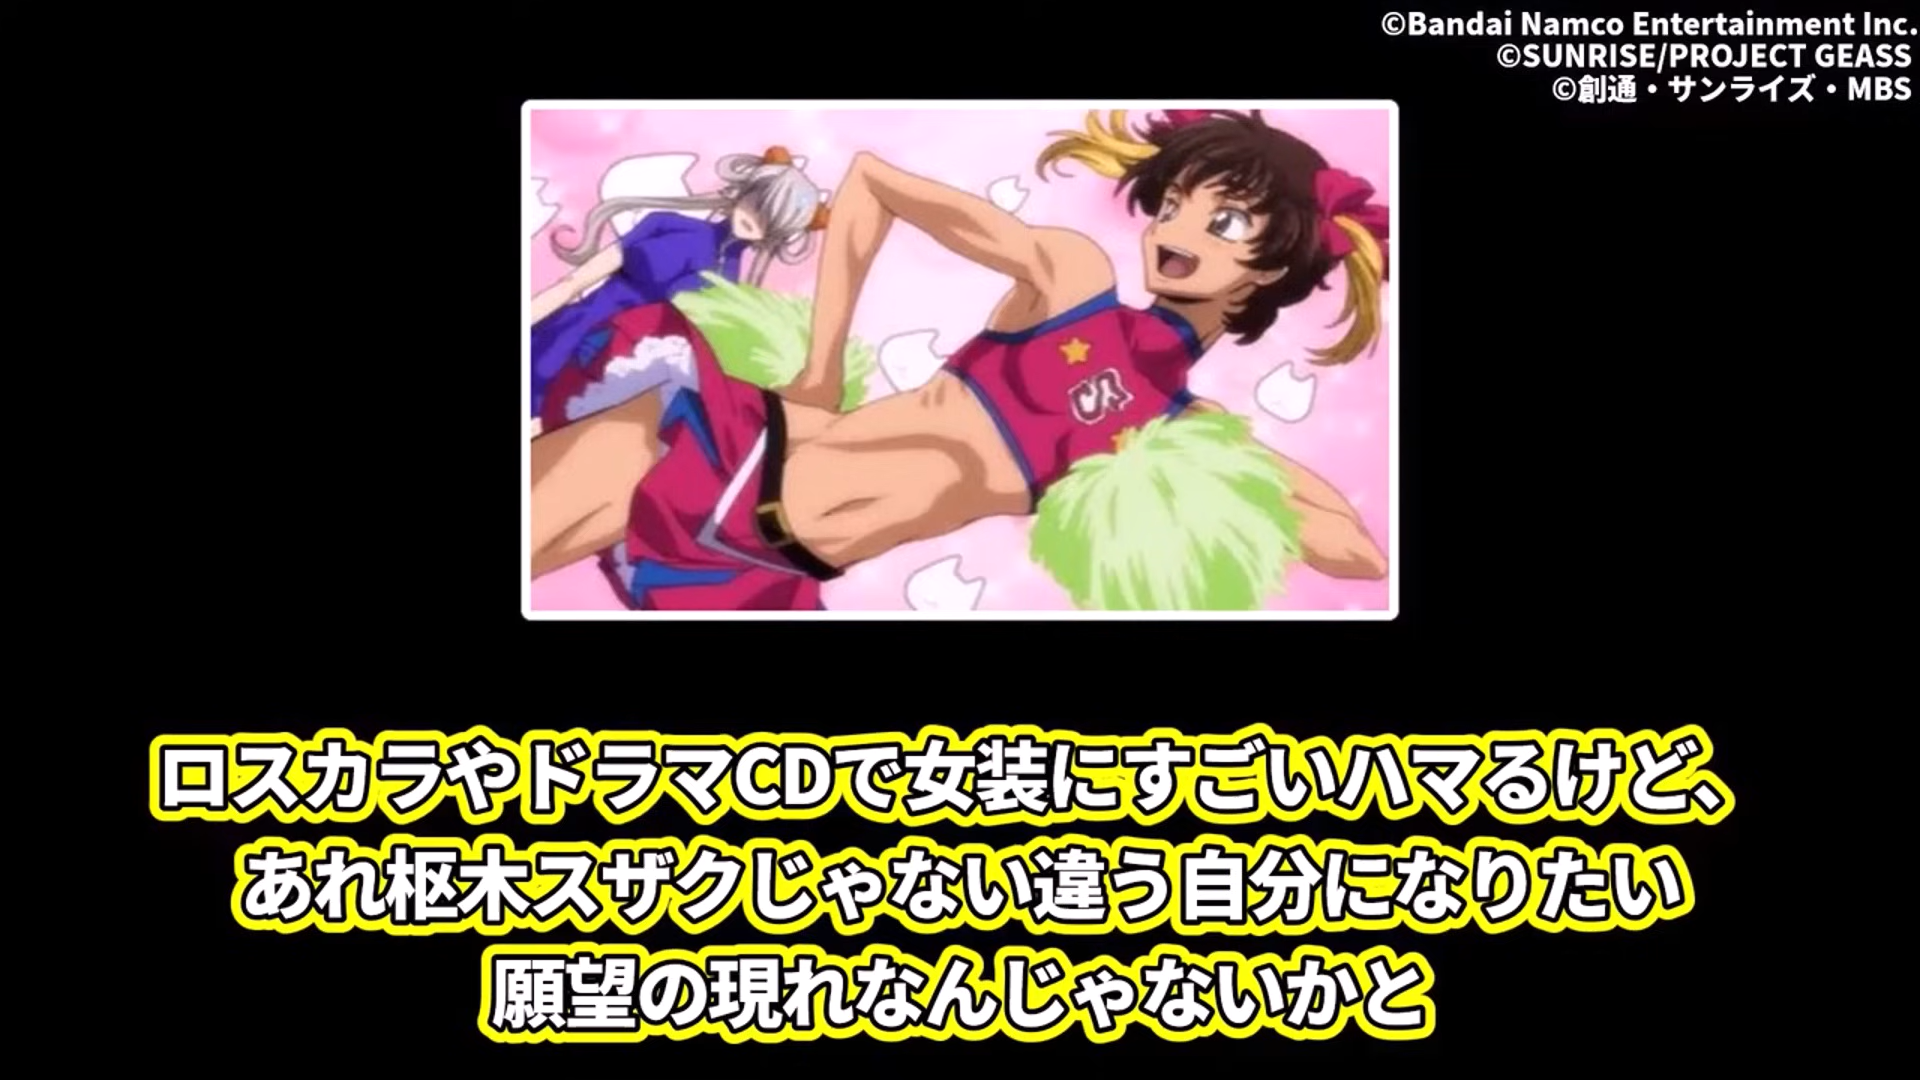 ©Bandai Namco Entertainment Inc.
©SUNRISE/PROJECT GEASS
©創通・サンライズ・MBS
ロスカラやドラマCDで女装にすごいハマるけど、
あれ枢木スザクじゃない違う自分になりたい
願望の現れなんじゃないかと